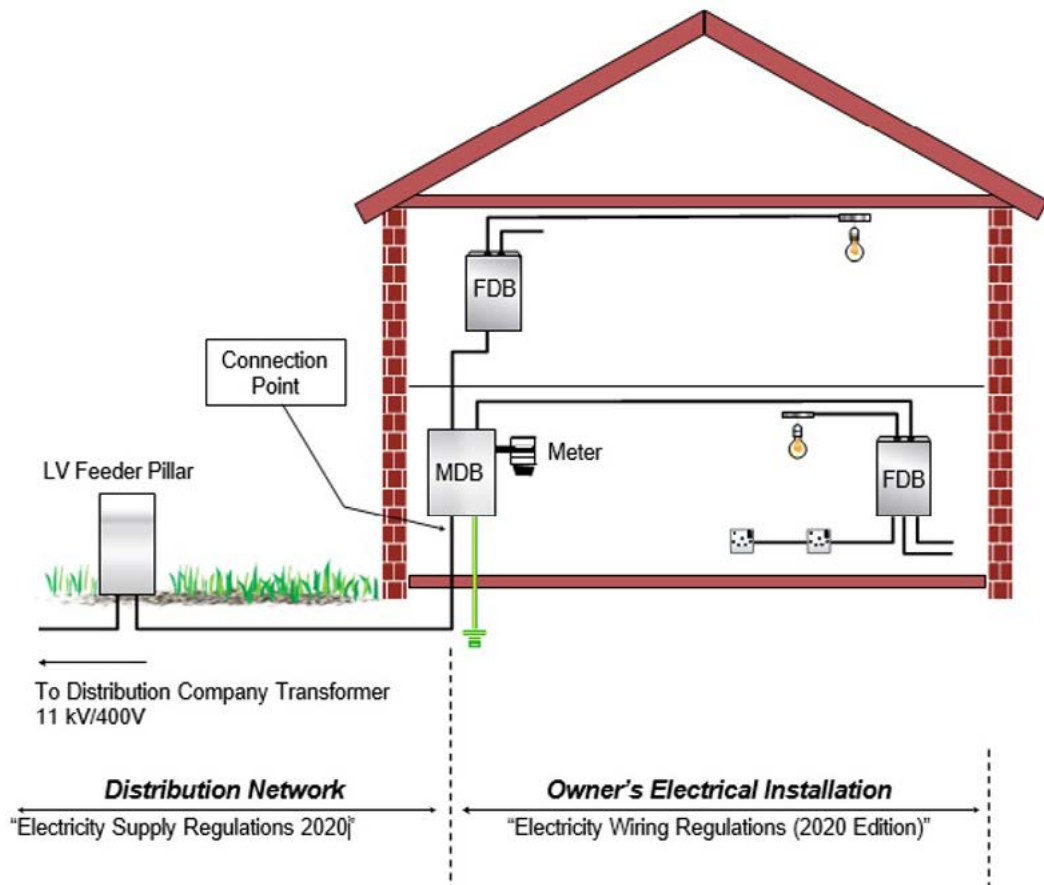 FDB
Connection
Point
LV Feeder Pillar
MDB
Meter
FDB
To Distribution Company Transformer
11 kV/400V
Distribution Network
Owner's Electrical Installation
"Electricity Supply Regulations 2020j"
"Electricity Wiring Regulations (2020 Edition)"